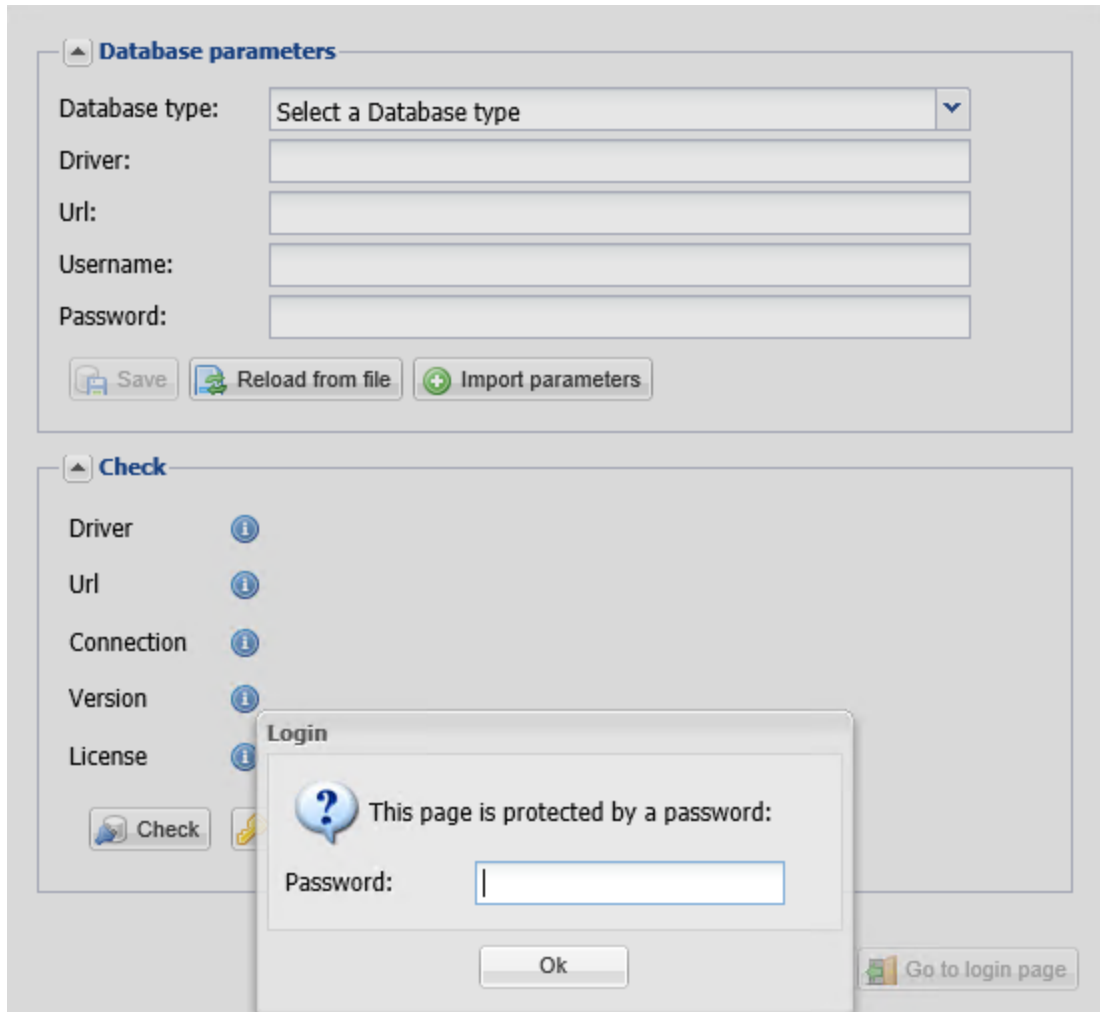 Database parameters
Database type: Select a Database type
Driver:
Url:
Username:
Password:
Save Reload from file Import parameters
Check
Driver
Url
Connection
Version
License
Check
Login
This page is protected by a password:
Password:
Ok
Go to login page